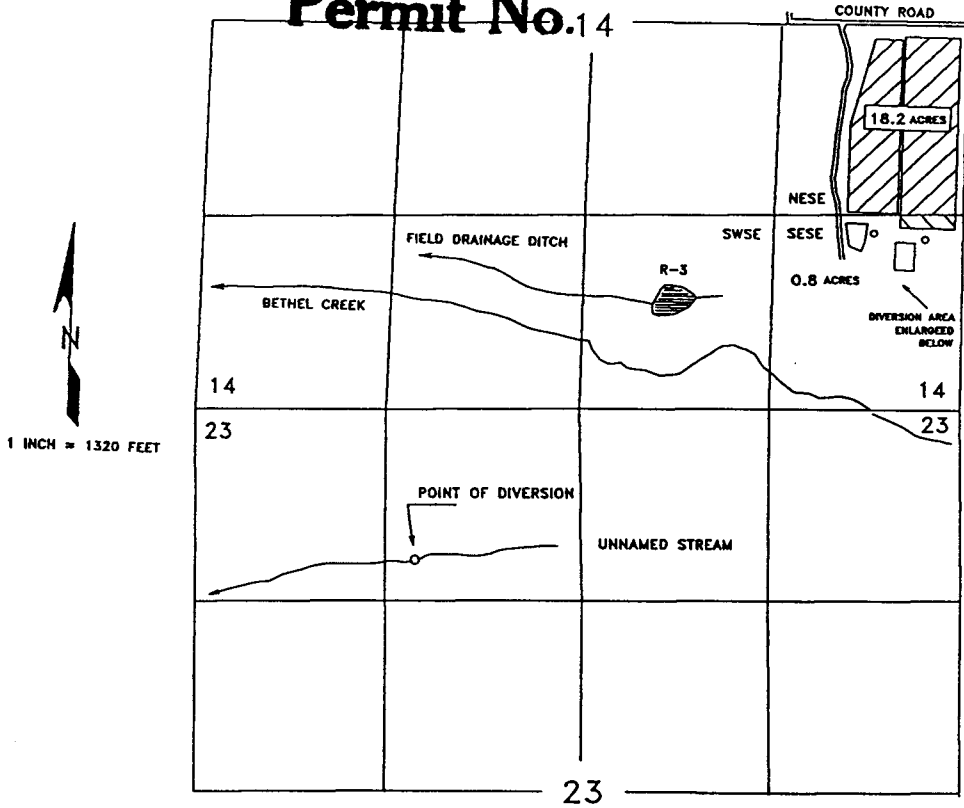 Permit No.
14
COUNTY ROAD
18.2 ACRES
NESE
FIELD DRAINAGE DITCH
SWSE
SESE
R-3
0.8 ACRES
BETHEL CREEK
DIVERSION AREA
ENLARGEED
BELOW
N
14
14
23
23
1 INCH = 1320 FEET
POINT OF DIVERSION
UNNAMED STREAM
23